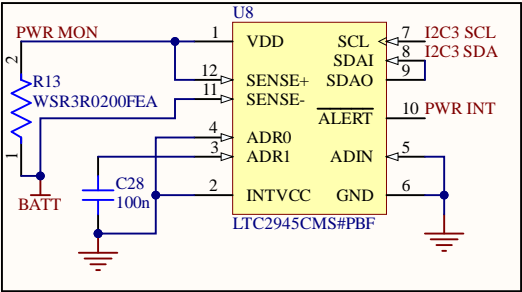 U8
PWR MON
1 VDD SCL 7 I2C3 SCL
SDAI 8 I2C3 SDA
2
12 SENSE+ SDAO 9
R13
11 SENSE-
WSR3R0200FEA
ALERT 10 PWR INT
4 ADR0
1
3 ADR1 ADIN 5
C28
2 INTVCC GND 6
100n
BATT
LTC2945CMS#PBF